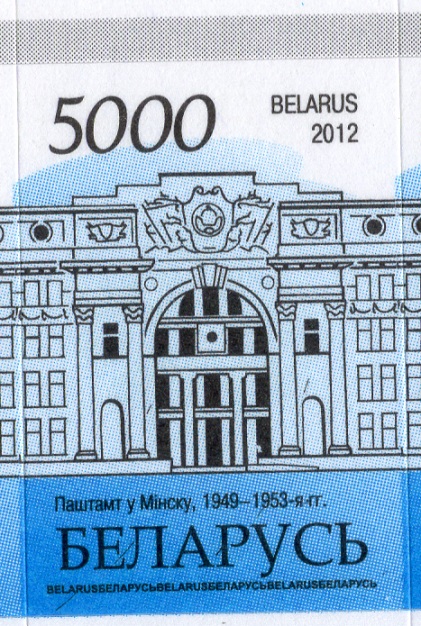 5000
BELARUS
2012
Паштамт у Мінску, 1949–1953-я гг.
БЕЛАРУСЬ
BELARUSБЕЛАРУСЬBELARUSБЕЛАРУСЬBELARUSБЕЛАРУСЬ